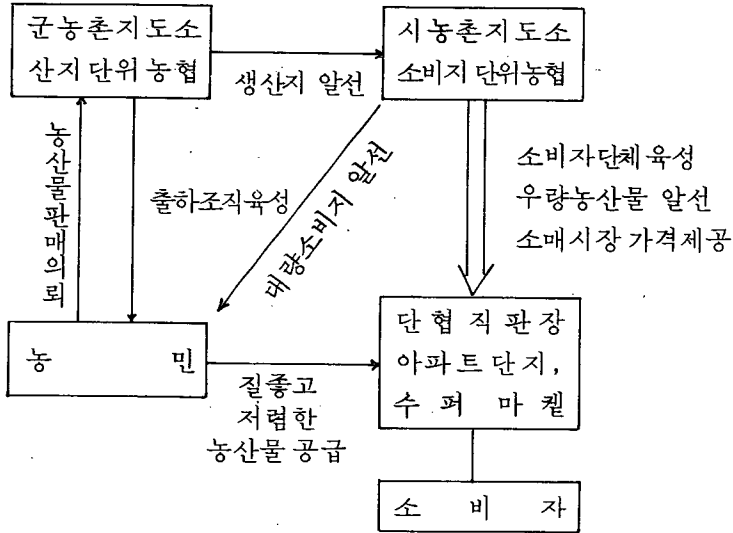 군농촌지도소
산지단위농협
시농촌지도소
소비지단위농협
생산지 알선
농산물판매의뢰
출하조직육성
대량소비지 알선
소비자단체육성
우량농산물 알선
소매시장 가격제공
농 민
질좋고
저렴한
농산물 공급
단협직판장
아파트단지,
수퍼마켙
소 비 자